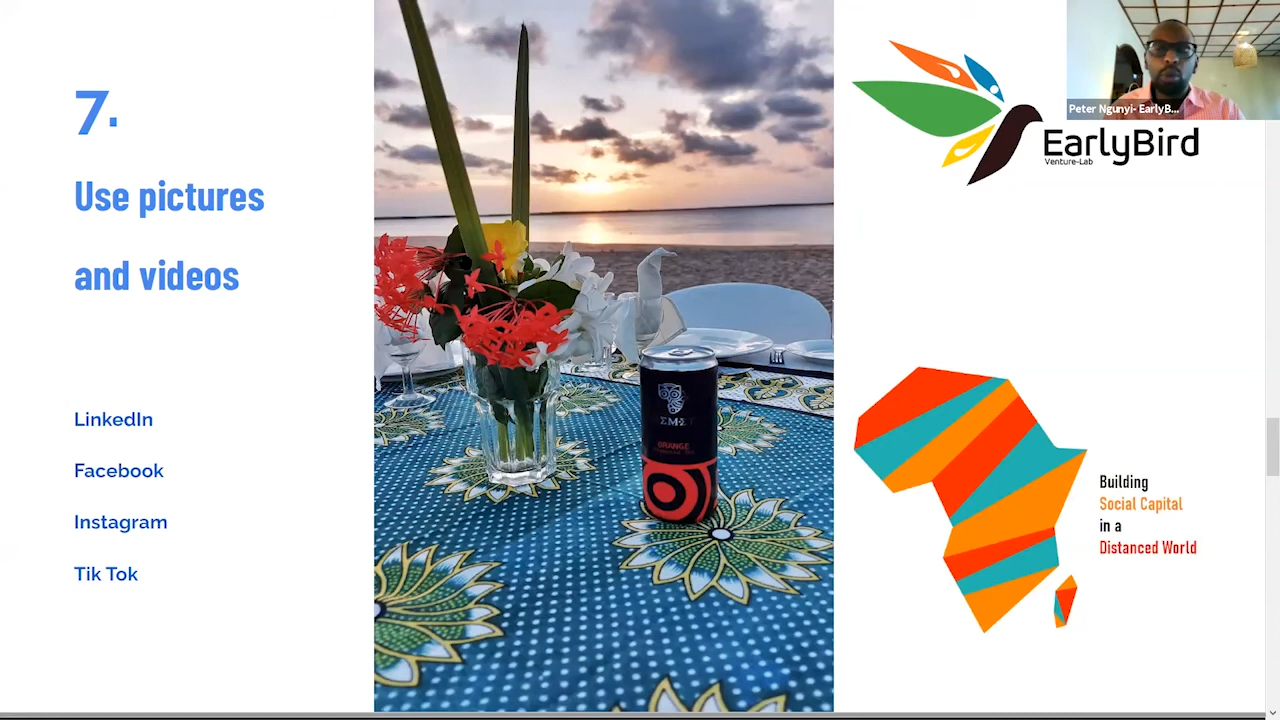 7.
Use pictures
and videos
LinkedIn
Facebook
Instagram
Tik Tok
ORANGE
Peter Ngunyi- EarlyB...
EarlyBird
Venture-Lab
Building
Social Capital
in a
Distanced World